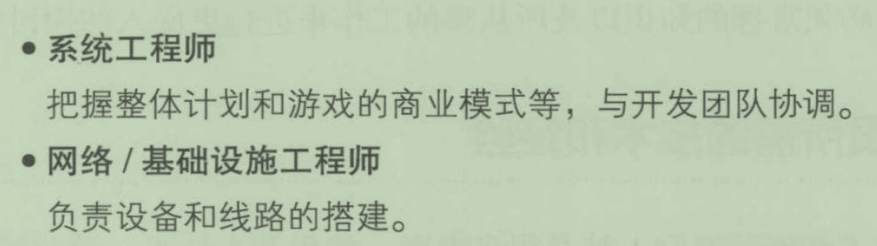 • 系统工程师
把握整体计划和游戏的商业模式等，与开发团队协调。
• 网络 / 基础设施工程师
负责设备和线路的搭建。